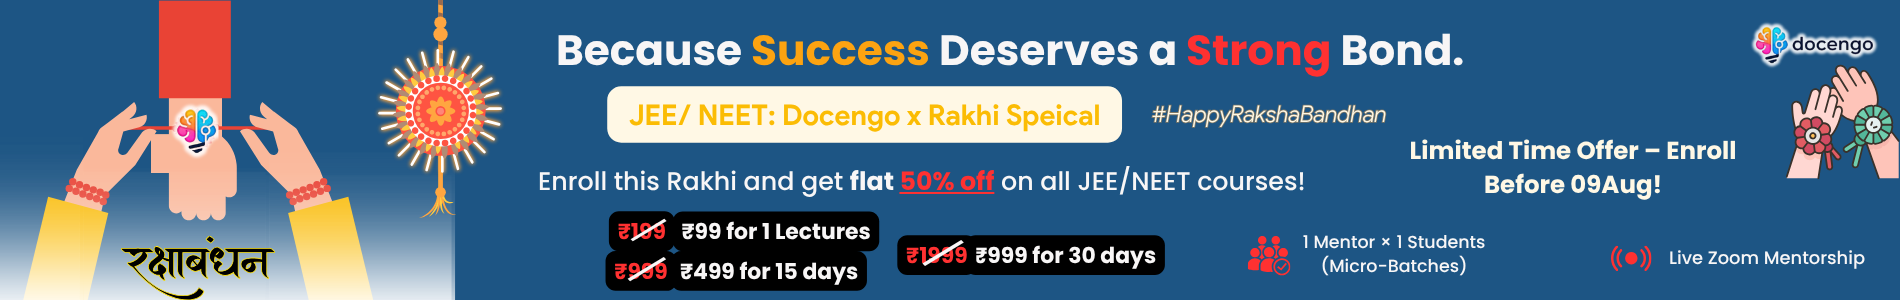 Because Success Deserves a Strong Bond.
docengo
JEE/ NEET: Docengo x Rakhi Speical
#HappyRakshaBandhan
Limited Time Offer – Enroll
Before 09Aug!
Enroll this Rakhi and get flat 50% off on all JEE/NEET courses!
₹199 ₹99 for 1 Lectures
₹999 ₹499 for 15 days
₹1999 ₹999 for 30 days
1 Mentor × 1 Students
(Micro-Batches)
Live Zoom Mentorship
रक्षाबंधन